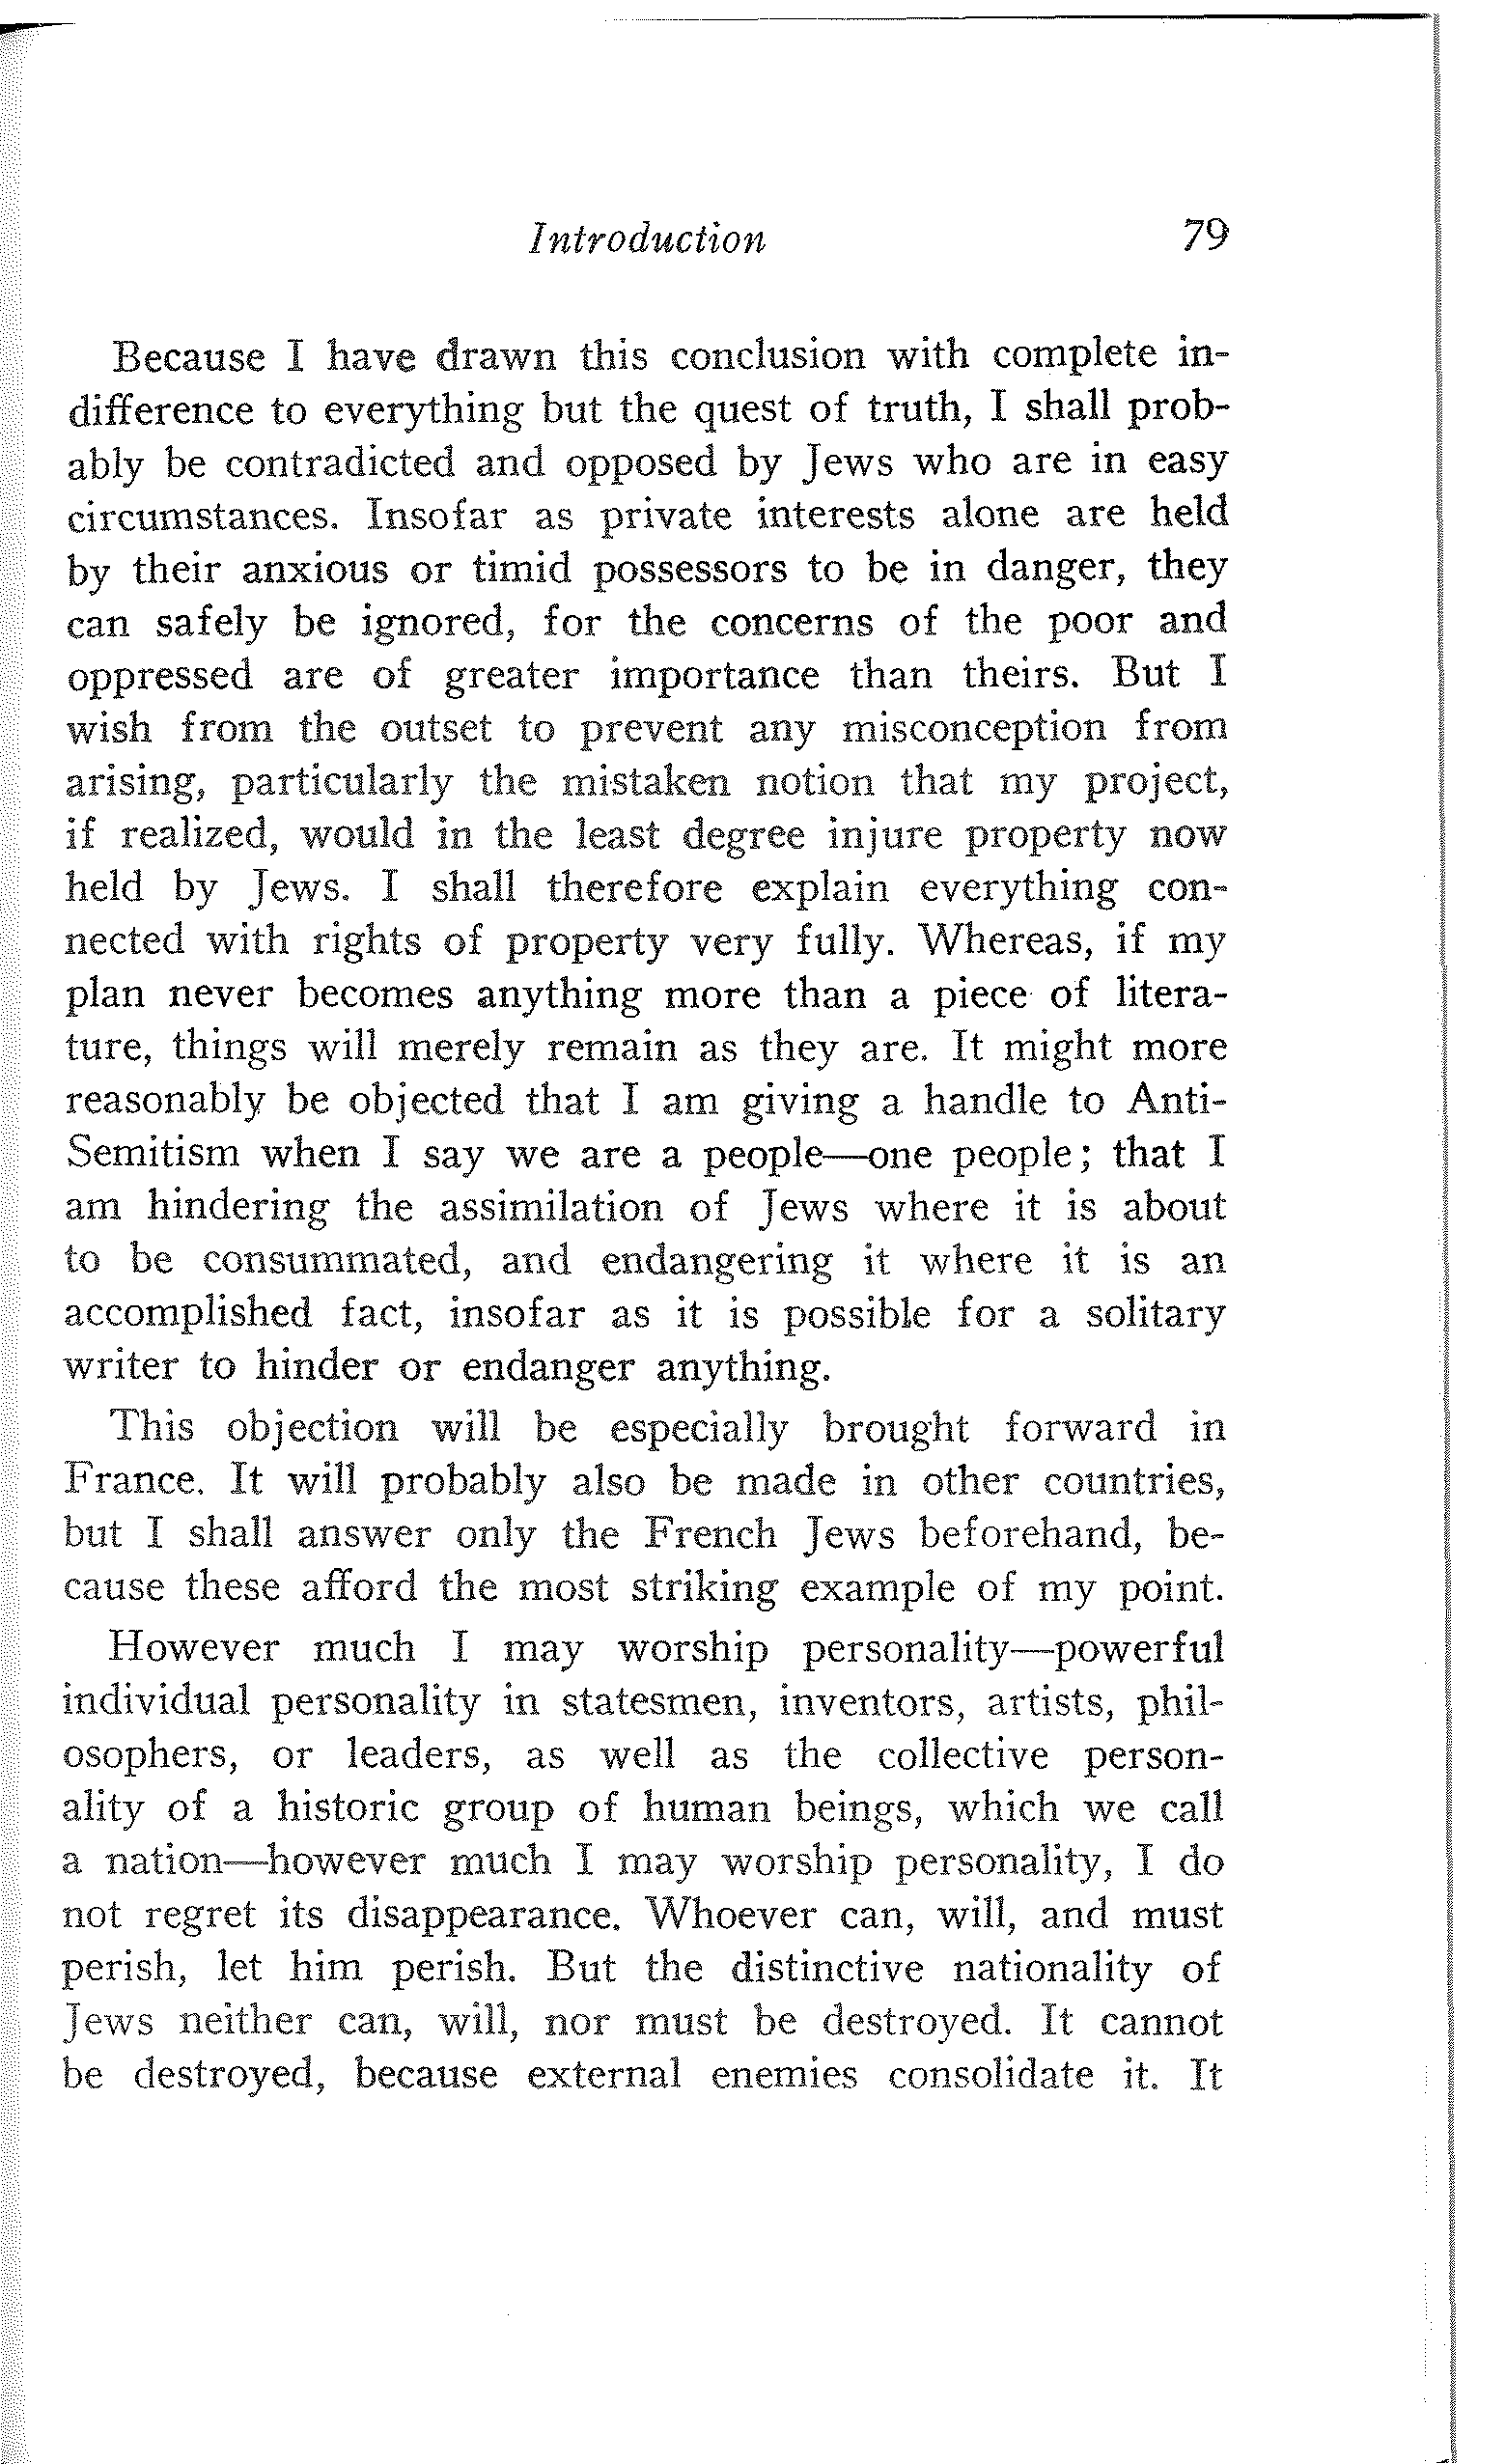 Introduction 79
Because I have drawn this conclusion with complete in-
difference to everything but the quest of truth, I shall prob-
ably be contradicted and opposed by Jews who are in easy
circumstances. Insofar as private interests alone are held
by their anxious or timid possessors to be in danger, they
can safely be ignored, for the concerns of the poor and
oppressed are of greater importance than theirs. But I
wish from the outset to prevent any misconception from
arising, particularly the mistaken notion that my project,
if realized, would in the least degree injure property now
held by Jews. I shall therefore explain everything con-
nected with rights of property very fully. Whereas, if my
plan never becomes anything more than a piece of litera-
ture, things will merely remain as they are. It might more
reasonably be objected that I am giving a handle to Anti-
Semitism when I say we are a people—one people; that I
am hindering the assimilation of Jews where it is about
to be consummated, and endangering it where it is an
accomplished fact, insofar as it is possible for a solitary
writer to hinder or endanger anything.
This objection will be especially brought forward in
France. It will probably also be made in other countries,
but I shall answer only the French Jews beforehand, be-
cause these afford the most striking example of my point.
However much I may worship personality—powerful
individual personality in statesmen, inventors, artists, phil-
osophers, or leaders, as well as the collective person-
ality of a historic group of human beings, which we call
a nation—however much I may worship personality, I do
not regret its disappearance. Whoever can, will, and must
perish, let him perish. But the distinctive nationality of
Jews neither can, will, nor must be destroyed. It cannot
be destroyed, because external enemies consolidate it. It